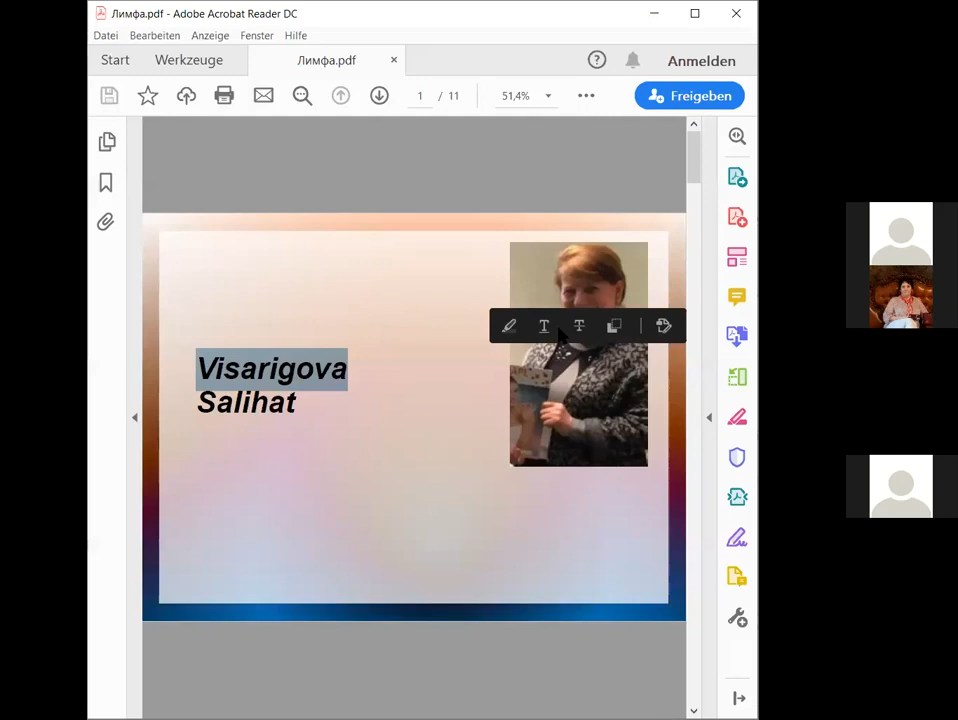 Лимфа.pdf - Adobe Acrobat Reader DC
Datei Bearbeiten Anzeige Fenster Hilfe
Start Werkzeuge Лимфа.pdf × Anmelden
1 / 11 51,4% Freigeben
Visarigova
Salihat